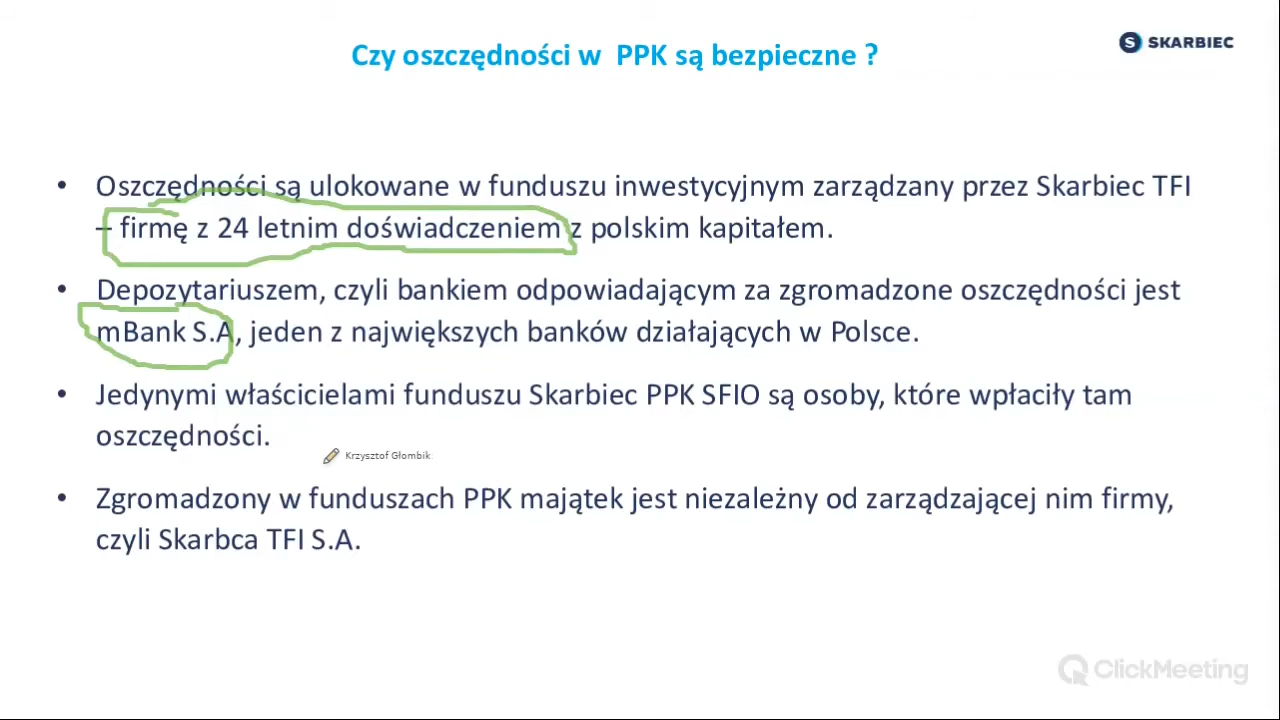 Czy oszczędności w PPK są bezpieczne ?
S SKARBIEC
• Oszczędności są ulokowane w funduszu inwestycyjnym zarządzany przez Skarbiec TFI
– firmę z 24 letnim doświadczeniem z polskim kapitałem.
• Depozytariuszem, czyli bankiem odpowiadającym za zgromadzone oszczędności jest
mBank S.A, jeden z największych banków działających w Polsce.
• Jedynymi właścicielami funduszu Skarbiec PPK SFIO są osoby, które wpłaciły tam
oszczędności.
Krzysztof Głombik
• Zgromadzony w funduszach PPK majątek jest niezależny od zarządzającej nim firmy,
czyli Skarbca TFI S.A.
ClickMeeting